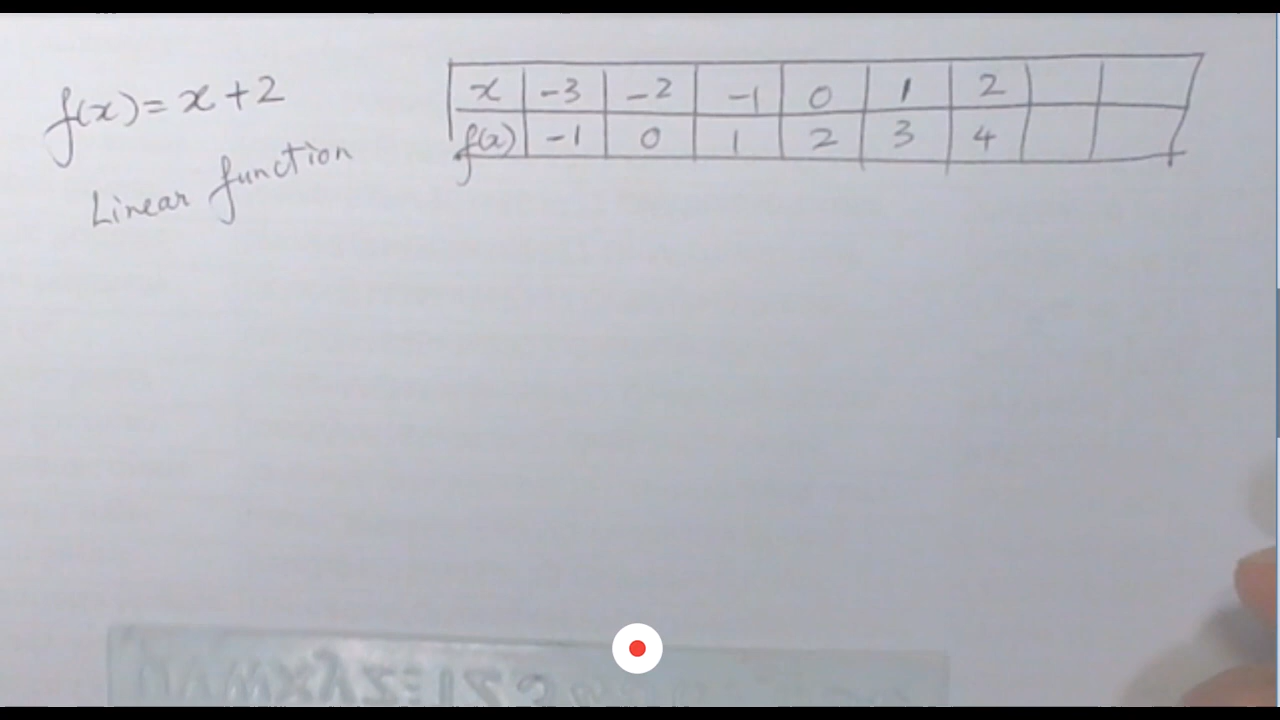 f(x) = x + 2
Linear function
x -3 -2 -1 0 1 2
f(x) -1 0 1 2 3 4